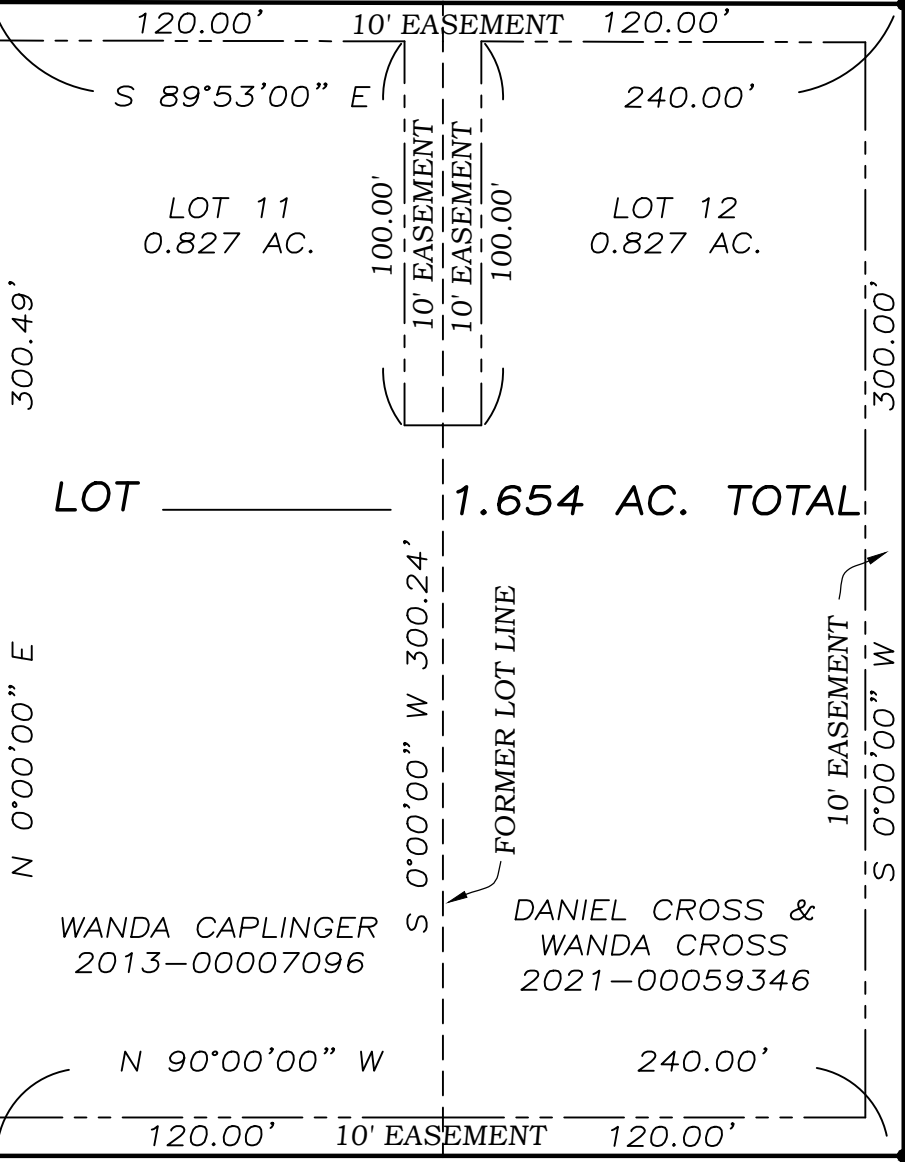 120.00’
10' EASEMENT
120.00’
S 89°53’00” E
240.00’
LOT 11
0.827 AC.
LOT 12
0.827 AC.
100.00'
10' EASEMENT
10' EASEMENT
100.00'
300.49’
300.00’
LOT
1.654 AC. TOTAL
N 0°00’00” E
S 0°00’00” W 300.24’
FORMER LOT LINE
10' EASEMENT
S 0°00’00” W
WANDA CAPLINGER
2013–00007096
DANIEL CROSS &
WANDA CROSS
2021–00059346
N 90°00’00” W
240.00’
120.00’
10' EASEMENT
120.00’